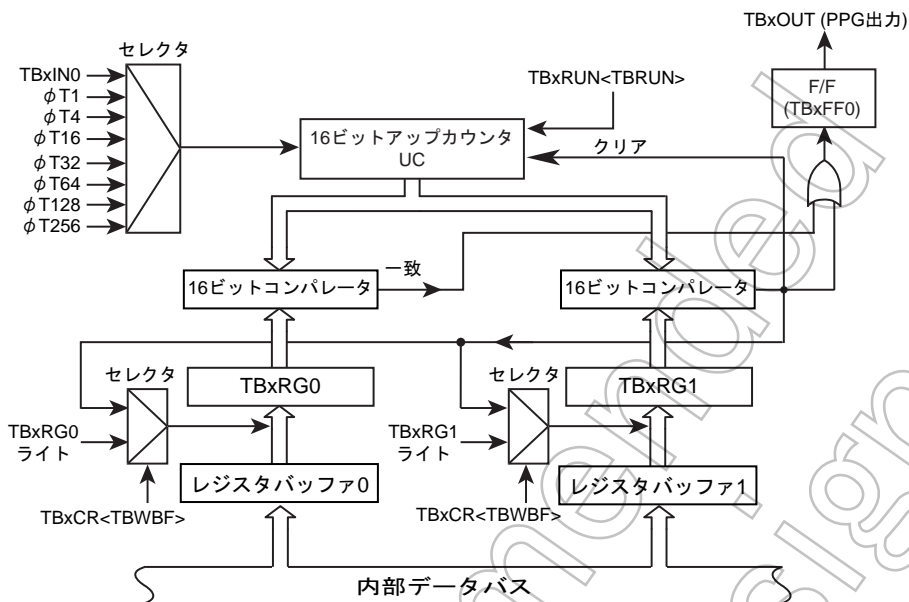 TBxOUT (PPG出力)
セレクタ
TBxIN0
φT1
φT4
φT16
φT32
φT64
φT128
φT256
TBxRUN<TBRUN>
F/F
(TBxFF0)
16ビットアップカウンタ
UC
クリア
16ビットコンパレータ
一致
16ビットコンパレータ
セレクタ
TBxRG0
セレクタ
TBxRG1
TBxRG0
ライト
TBxRG1
ライト
レジスタバッファ0
レジスタバッファ1
TBxCR<TBWBF>
TBxCR<TBWBF>
内部データバス